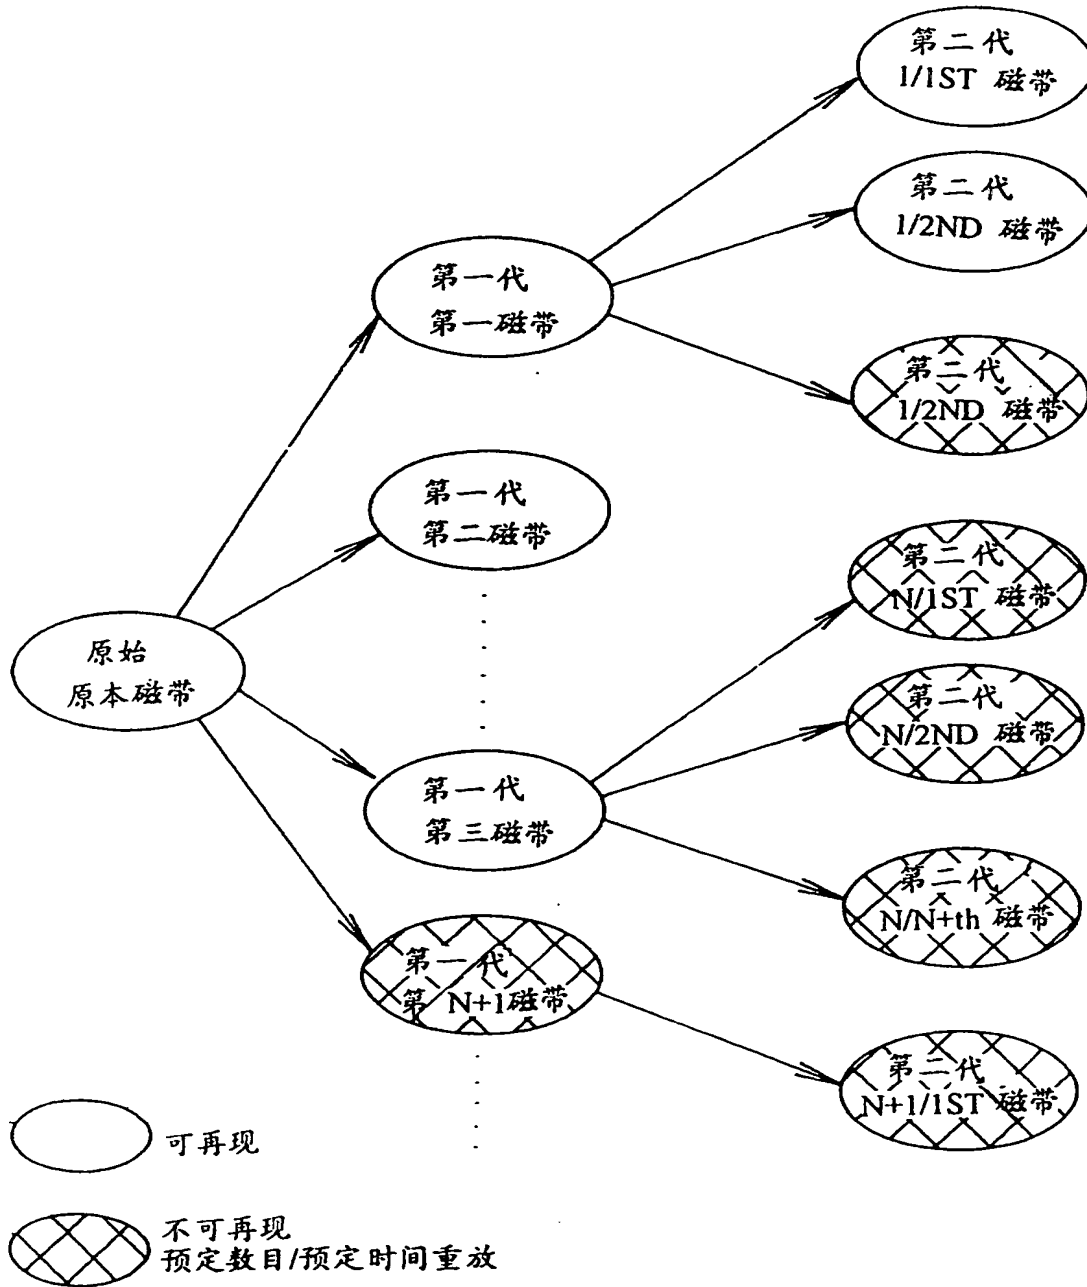 第二代
1/1ST 磁带
第二代
1/2ND 磁带
第一代
第一磁带
第二代
1/2ND 磁带
第一代
第二磁带
第二代
N/1ST 磁带
原始
原本磁带
第二代
N/2ND 磁带
第一代
第三磁带
第二代
N/N+th 磁带
第一代
第 N+1磁带
第二代
N+1/1ST 磁带
可再现
不可再现
预定数目/预定时间重放